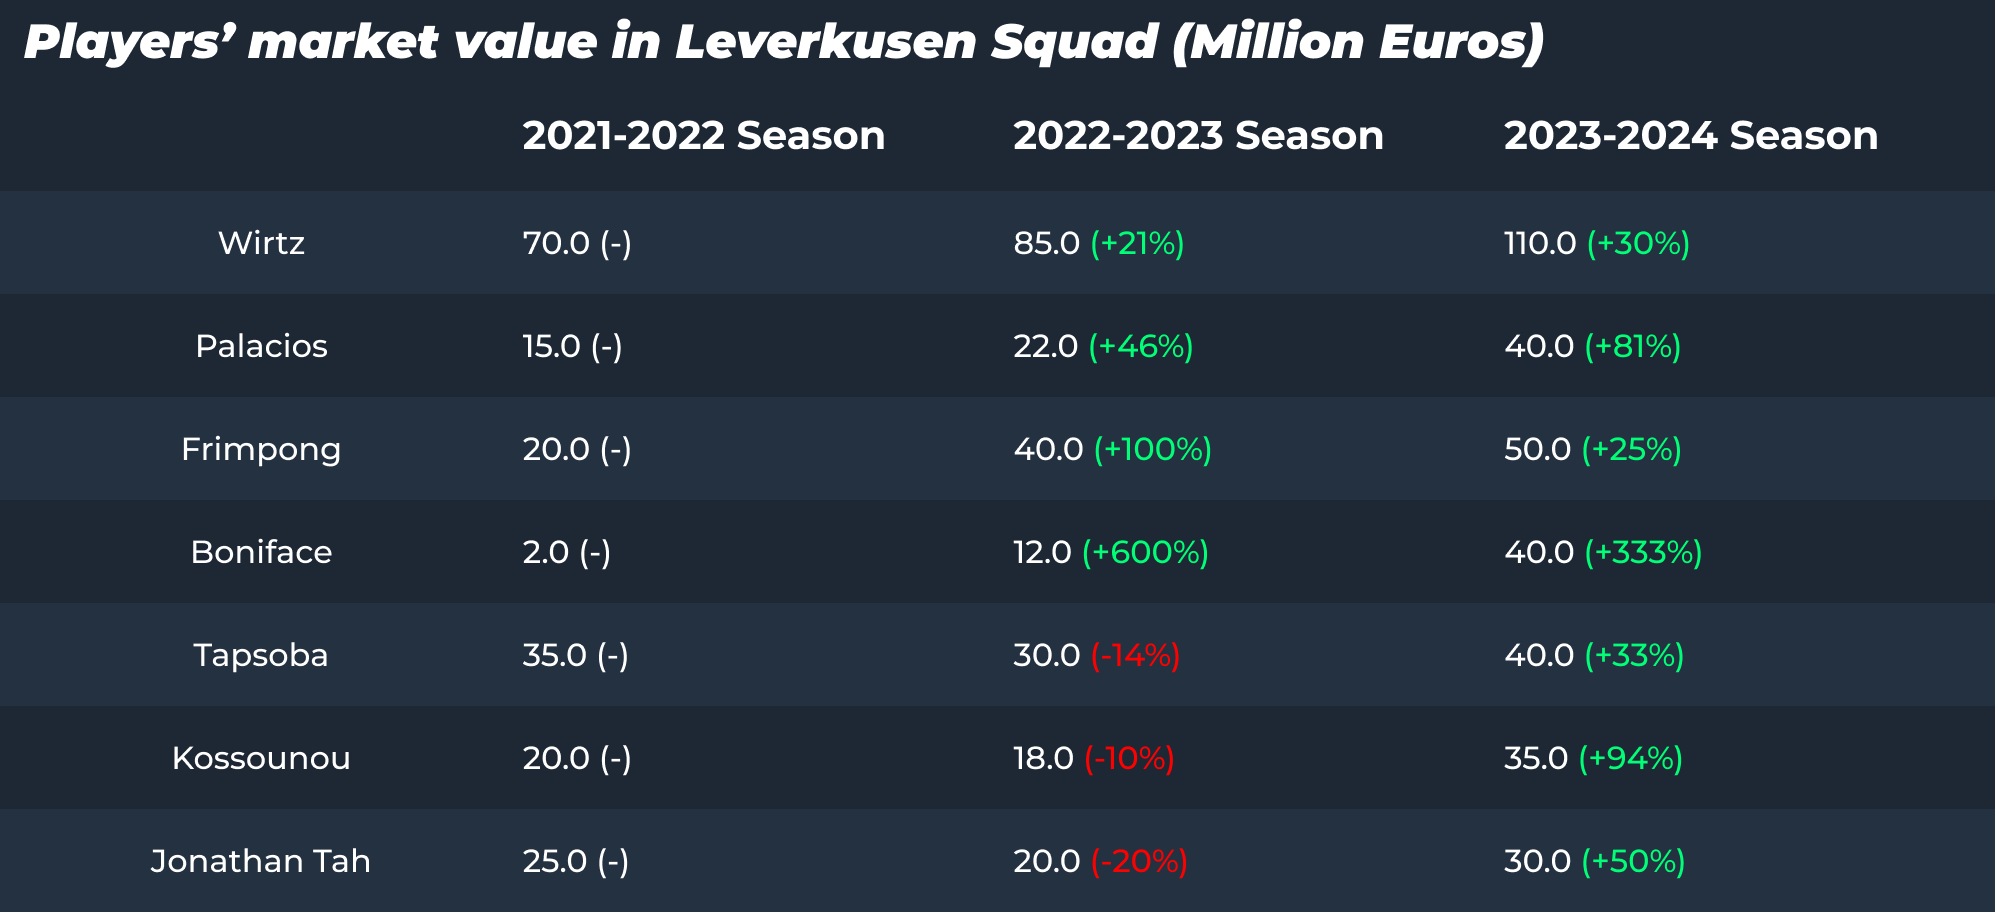 Players’ market value in Leverkusen Squad (Million Euros)
2021-2022 Season 2022-2023 Season 2023-2024 Season
Wirtz 70.0 (-) 85.0 (+21%) 110.0 (+30%)
Palacios 15.0 (-) 22.0 (+46%) 40.0 (+81%)
Frimpong 20.0 (-) 40.0 (+100%) 50.0 (+25%)
Boniface 2.0 (-) 12.0 (+600%) 40.0 (+333%)
Tapsoba 35.0 (-) 30.0 (-14%) 40.0 (+33%)
Kossounou 20.0 (-) 18.0 (-10%) 35.0 (+94%)
Jonathan Tah 25.0 (-) 20.0 (-20%) 30.0 (+50%)